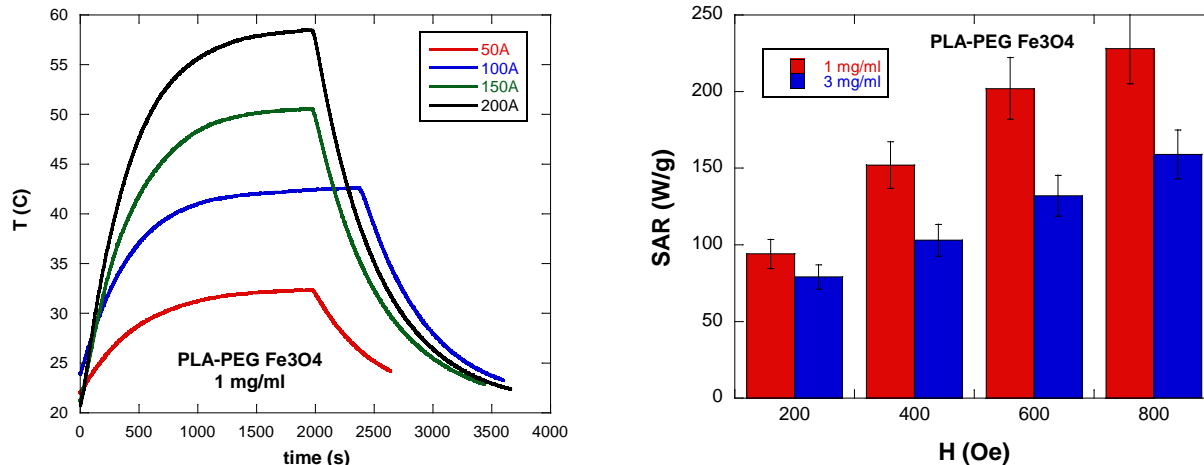 60
55
50
45
40
35
30
25
20
T (C)
50A
100A
150A
200A
PLA-PEG Fe3O4
1 mg/ml
0 500 1000 1500 2000 2500 3000 3500 4000
time (s)
250
200
150
100
50
0
SAR (W/g)
PLA-PEG Fe3O4
1 mg/ml
3 mg/ml
200 400 600 800
H (Oe)